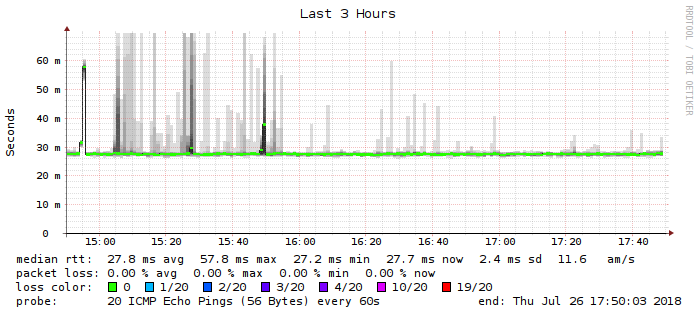 Last 3 Hours
RRDTOOL / TOBI OETIKER
Seconds
60 m
50 m
40 m
30 m
20 m
10 m
0
15:00 15:20 15:40 16:00 16:20 16:40 17:00 17:20 17:40
median rtt: 27.8 ms avg 57.8 ms max 27.2 ms min 27.7 ms now 2.4 ms sd 11.6 am/s
packet loss: 0.00 % avg 0.00 % max 0.00 % min 0.00 % now
loss color: 0 1/20 2/20 3/20 4/20 10/20 19/20
probe: 20 ICMP Echo Pings (56 Bytes) every 60s end: Thu Jul 26 17:50:03 2018